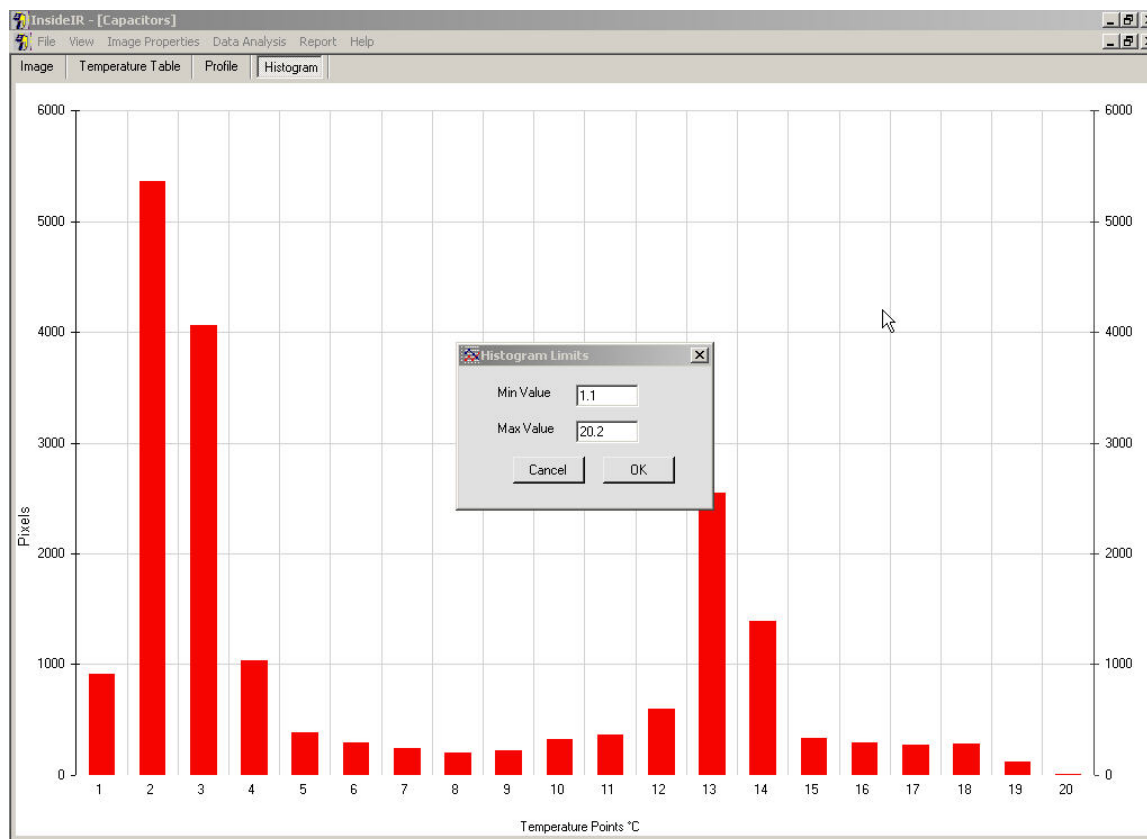 InsideIR - [Capacitors]
File View Image Properties Data Analysis Report Help
Image Temperature Table Profile Histogram
6000 6000
5000 5000
4000 4000
Histogram Limits
Min Value 1.1
Max Value 20.2
3000 3000
Cancel OK
Pixels
2000 2000
1000 1000
0 0
1 2 3 4 5 6 7 8 9 10 11 12 13 14 15 16 17 18 19 20
Temperature Points °C